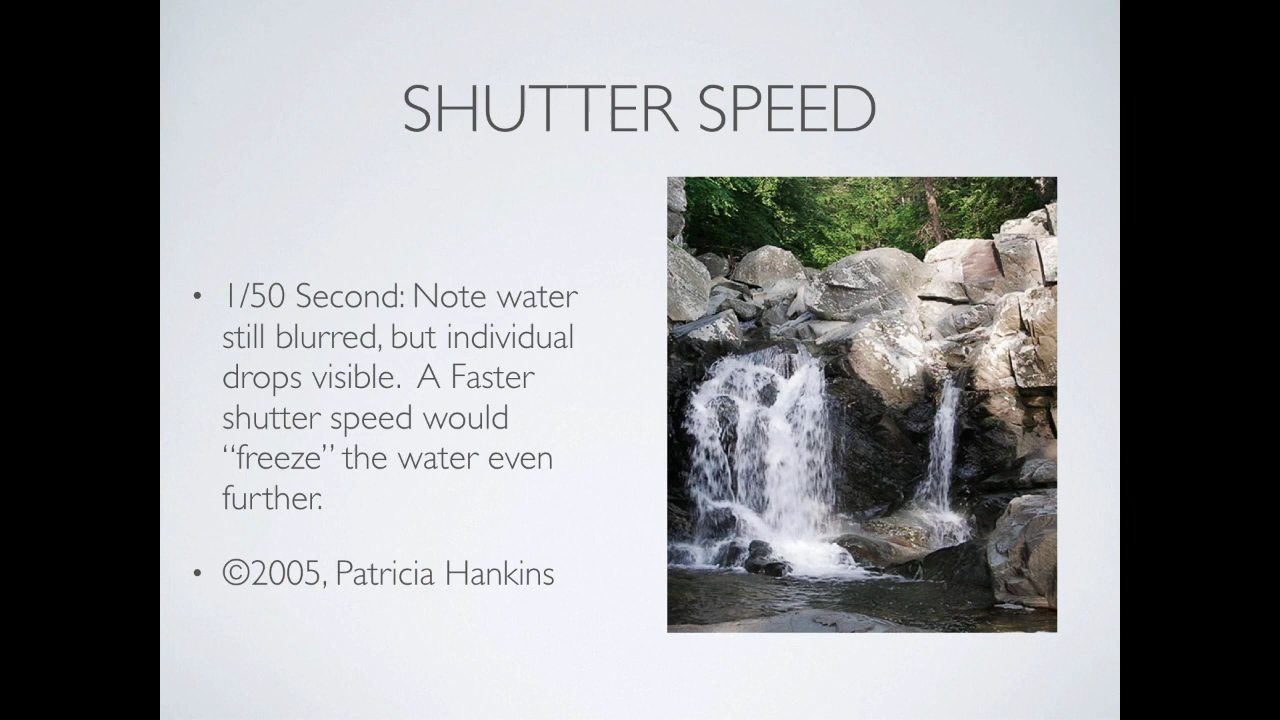 SHUTTER SPEED
• 1/50 Second: Note water
still blurred, but individual
drops visible.  A Faster
shutter speed would
“freeze” the water even
further.
• ©2005, Patricia Hankins